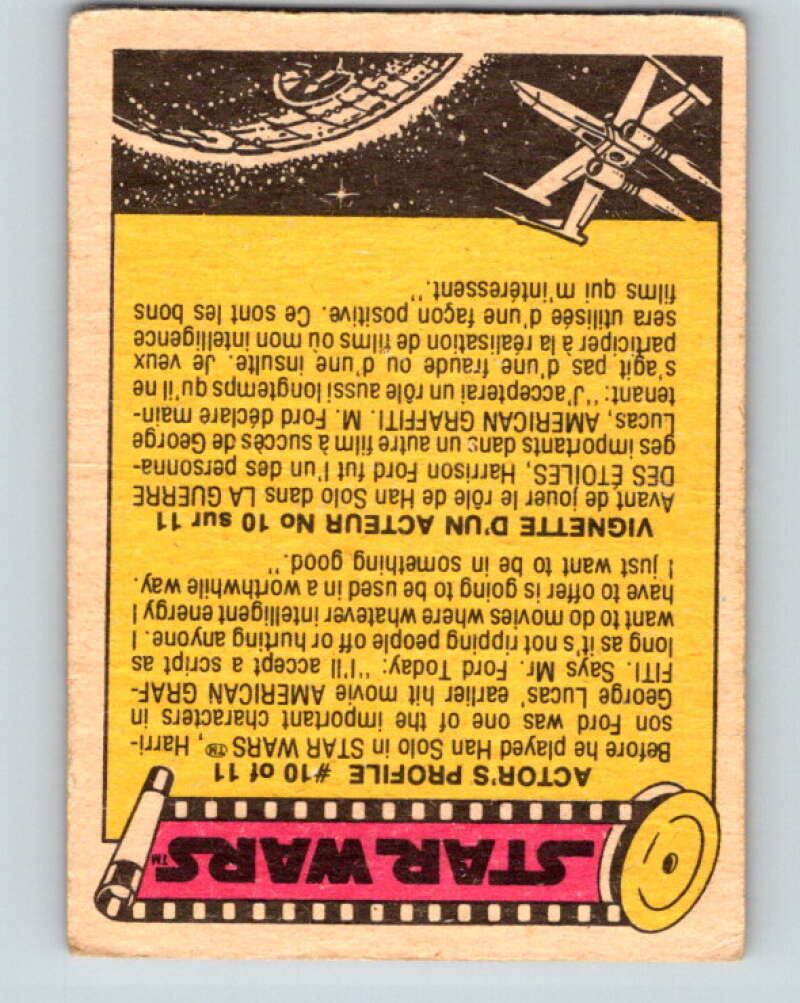 STAR.WARS™
ACTOR'S PROFILE #10 of 11
Before he played Han Solo in STAR WARS ™®, Harri-
son Ford was one of the important characters in
George Lucas' earlier hit movie AMERICAN GRAF-
FITI. Says Mr. Ford Today: "I'll accept a script as
long as it's not ripping people off or hurting anyone. I
want to do movies where whatever intelligent energy I
have to offer is going to be used in a worthwhile way.
I just want to be in something good."
VIGNETTE D'UN ACTEUR No 10 sur 11
Avant de jouer le rôle de Han Solo dans LA GUERRE
DES ÉTOILES, Harrison Ford fut l'un des personna-
ges importants dans un autre film à succès de George
Lucas, AMERICAN GRAFFITI. M. Ford déclare main-
tenant: "J'accepterai un rôle aussi longtemps qu'il ne
s'agit pas d'une fraude ou d'une insulte. Je veux
participer à la réalisation de films où mon intelligence
sera utilisée d'une façon positive. Ce sont les bons
films qui m'intéressent."